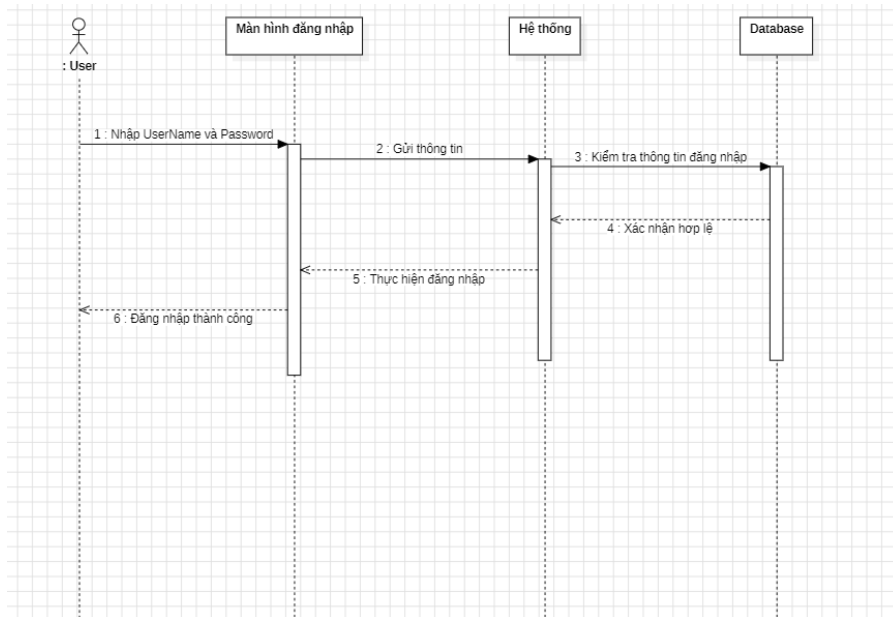 Màn hình đăng nhập
Hệ thống
Database
: User
1 : Nhập UserName và Password
2 : Gửi thông tin
3 : Kiểm tra thông tin đăng nhập
4 : Xác nhận hơp lệ
5 : Thực hiện đăng nhập
6 : Đăng nhập thành công